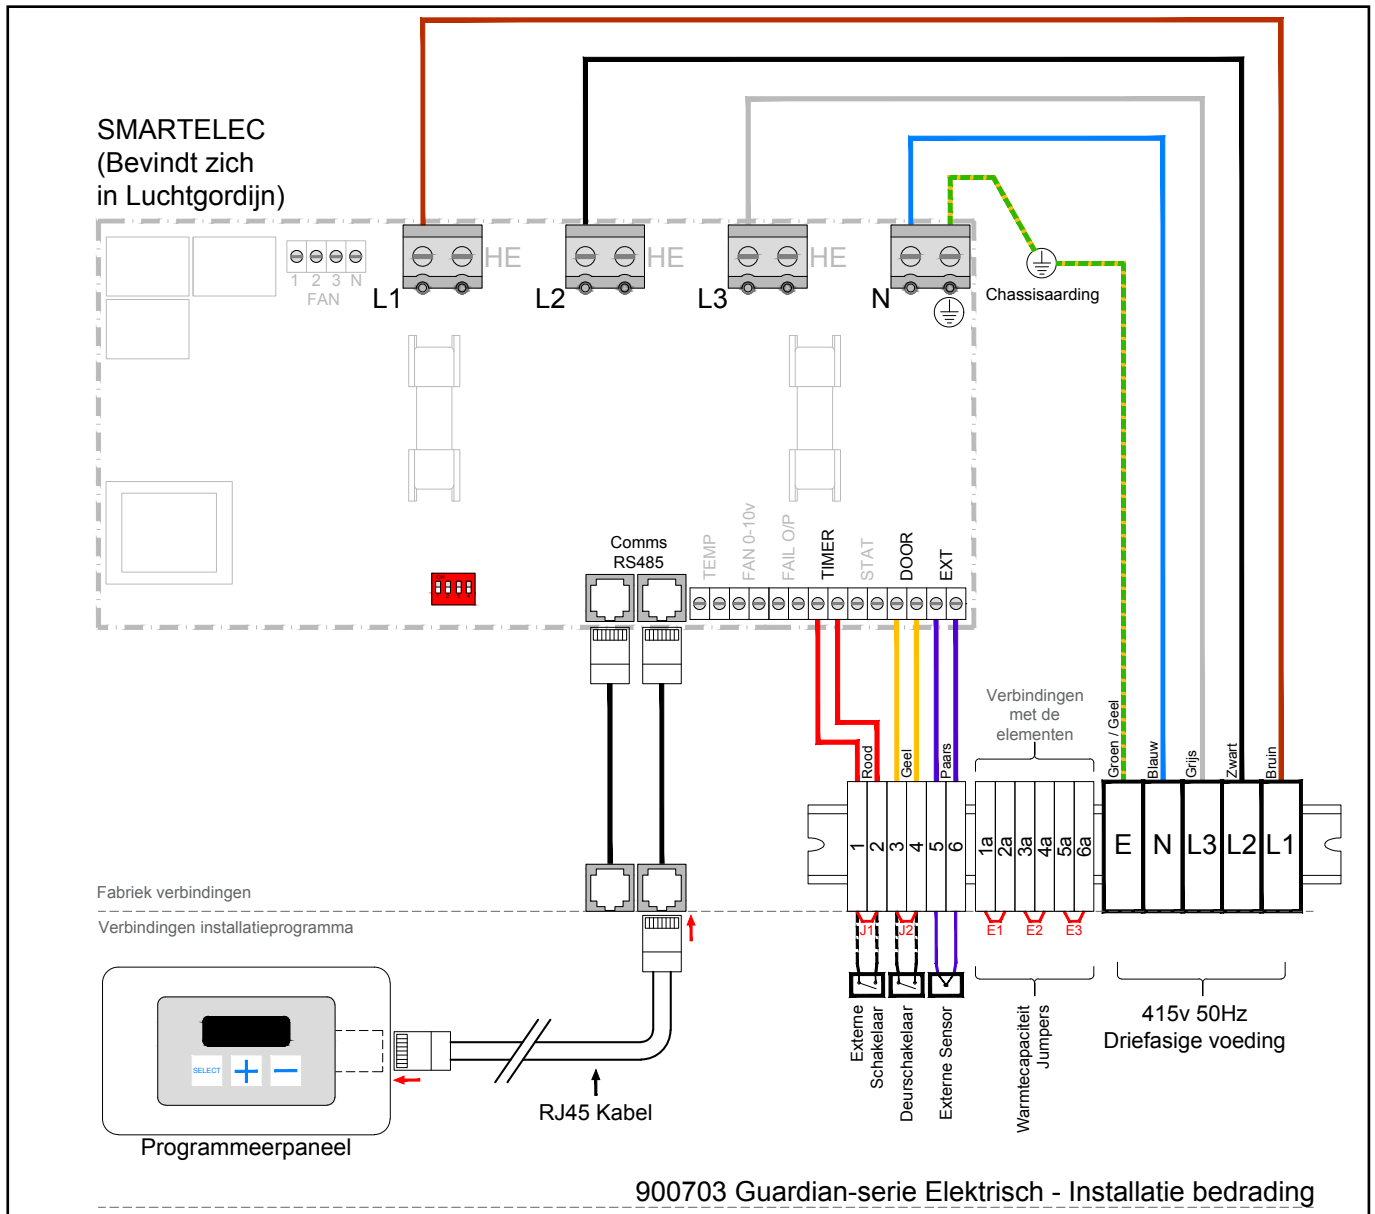 SMARTELEC
(Bevindt zich
in Luchtgordijn)
1 2 3 N
FAN
HE
HE
HE
L1
L2
L3
N
Chassisaarding
Comms
RS485
TEMP
FAN 0-10v
FAIL O/P
TIMER
STAT
DOOR
EXT
Verbindingen
met de
elementen
Rood
Geel
Paars
Groen / Geel
Blauw
Grijs
Zwart
Bruin
1 2 3 4 5 6
1a 2a 3a 4a 5a 6a
E N L3 L2 L1
Fabriek verbindingen
Verbindingen installatieprogramma
J1
J2
E1
E2
E3
Externe
Schakelaar
Deurschakelaar
Externe Sensor
Warmtecapaciteit
Jumpers
415v 50Hz
Driefasige voeding
SELECT
RJ45 Kabel
Programmeerpaneel
900703 Guardian-serie Elektrisch - Installatie bedrading